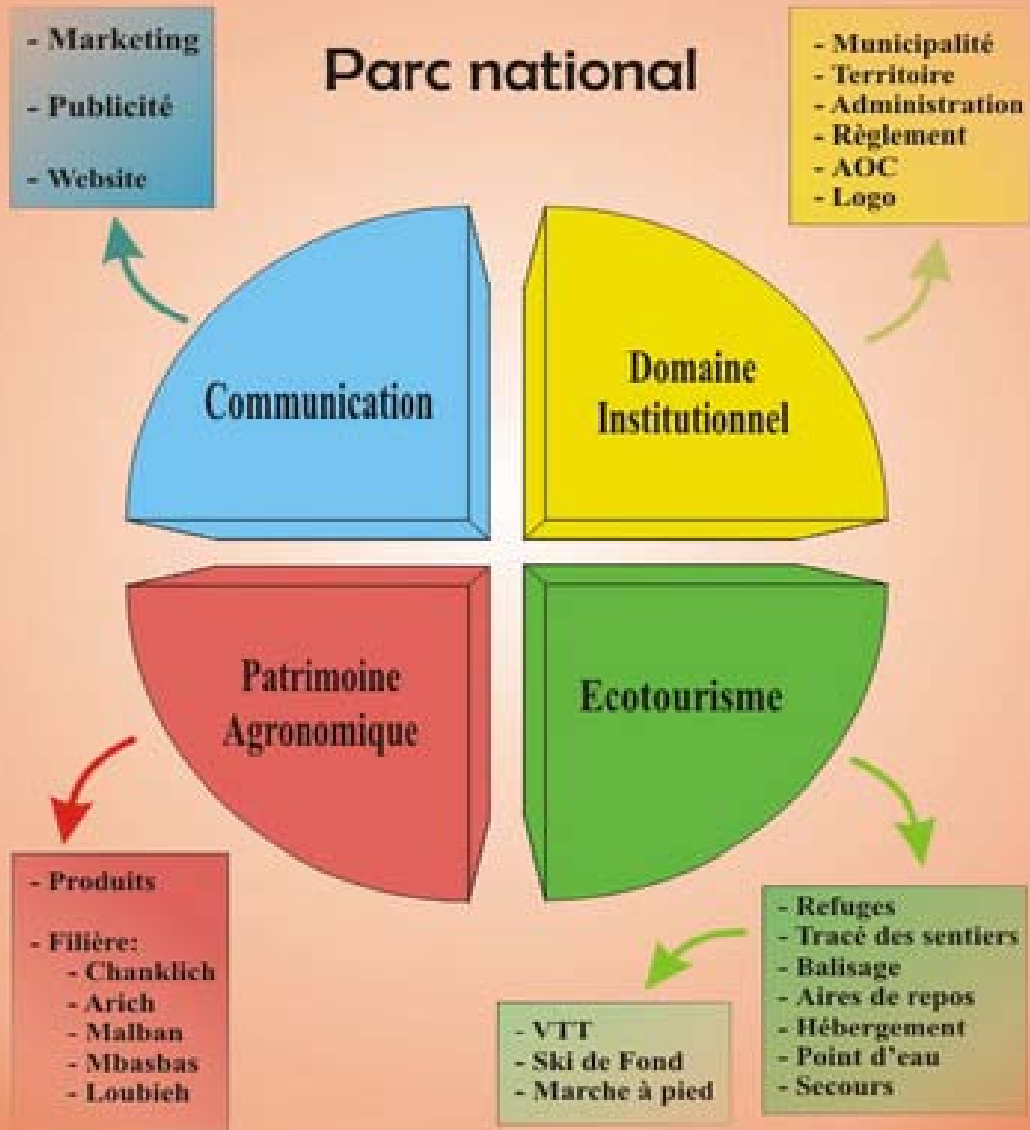 Parc national
- Marketing
- Publicité
- Website
- Municipalité
- Territoire
- Administration
- Règlement
- AOC
- Logo
Communication
Domaine
Institutionnel
Patrimoine
Agronomique
Ecotourisme
- Produits
- Filière:
- Chanklich
- Arich
- Malban
- Mbasbas
- Loubieh
- VTT
- Ski de Fond
- Marche à pied
- Refuges
- Tracé des sentiers
- Balisage
- Aires de repos
- Hébergement
- Point d'eau
- Secours